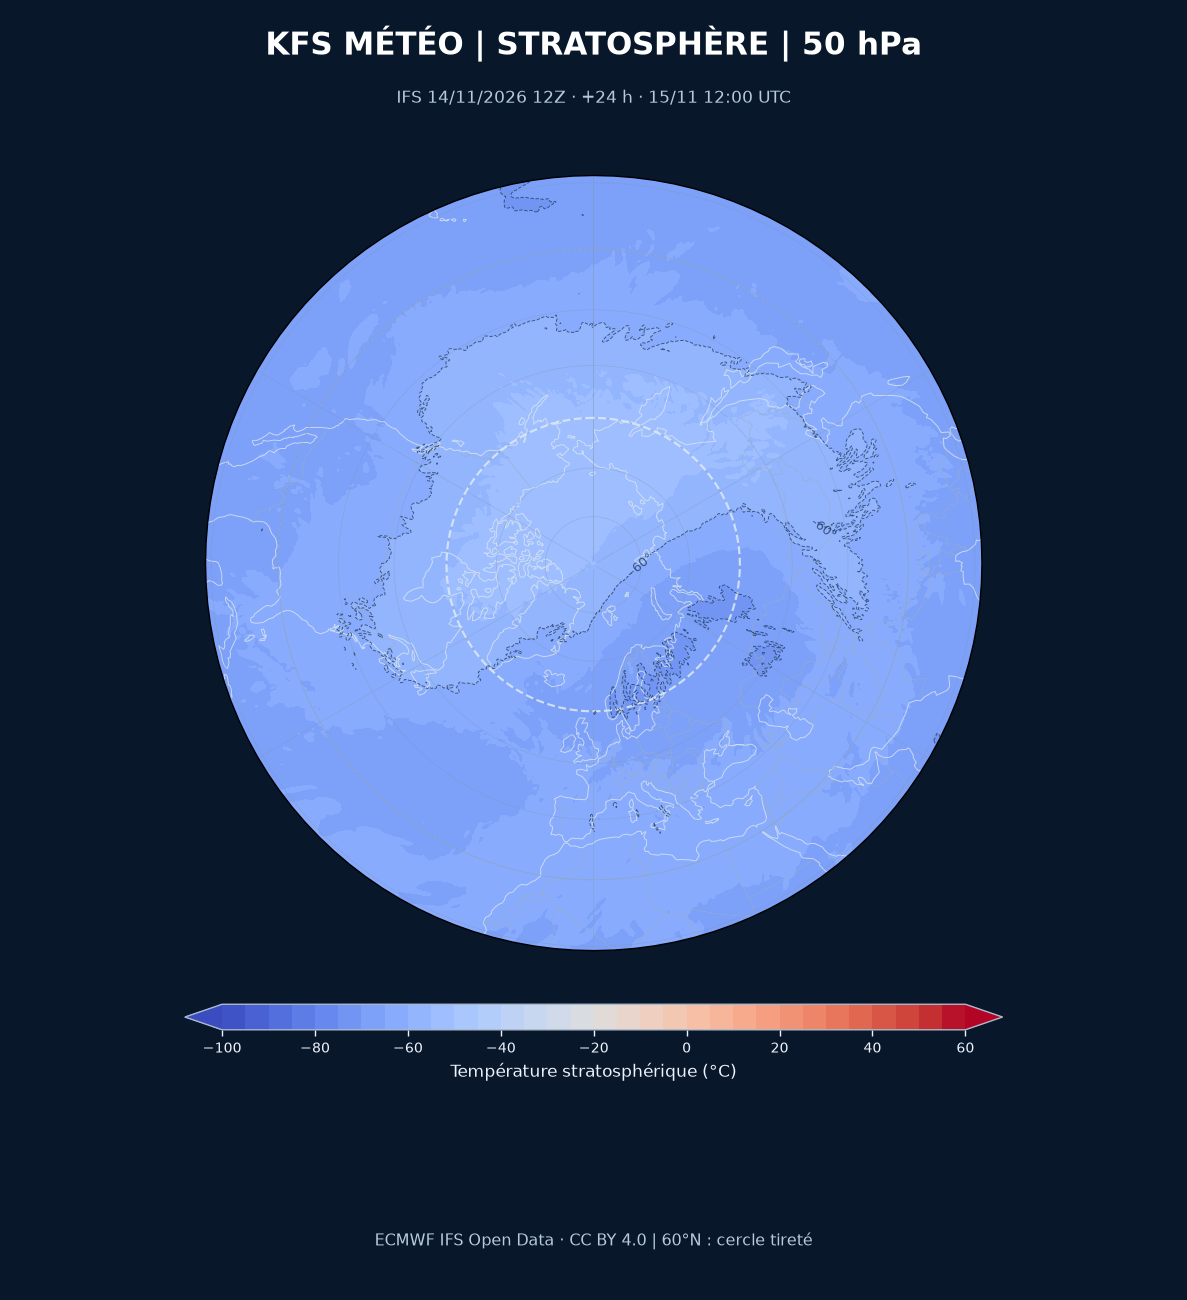 KFS MÉTÉO | STRATOSPHÈRE | 50 hPa
IFS 14/11/2026 12Z · +24 h · 15/11 12:00 UTC
-60°
-60°
−100 −80 −60 −40 −20 0 20 40 60
Température stratosphérique (°C)
ECMWF IFS Open Data · CC BY 4.0 | 60°N : cercle tireté